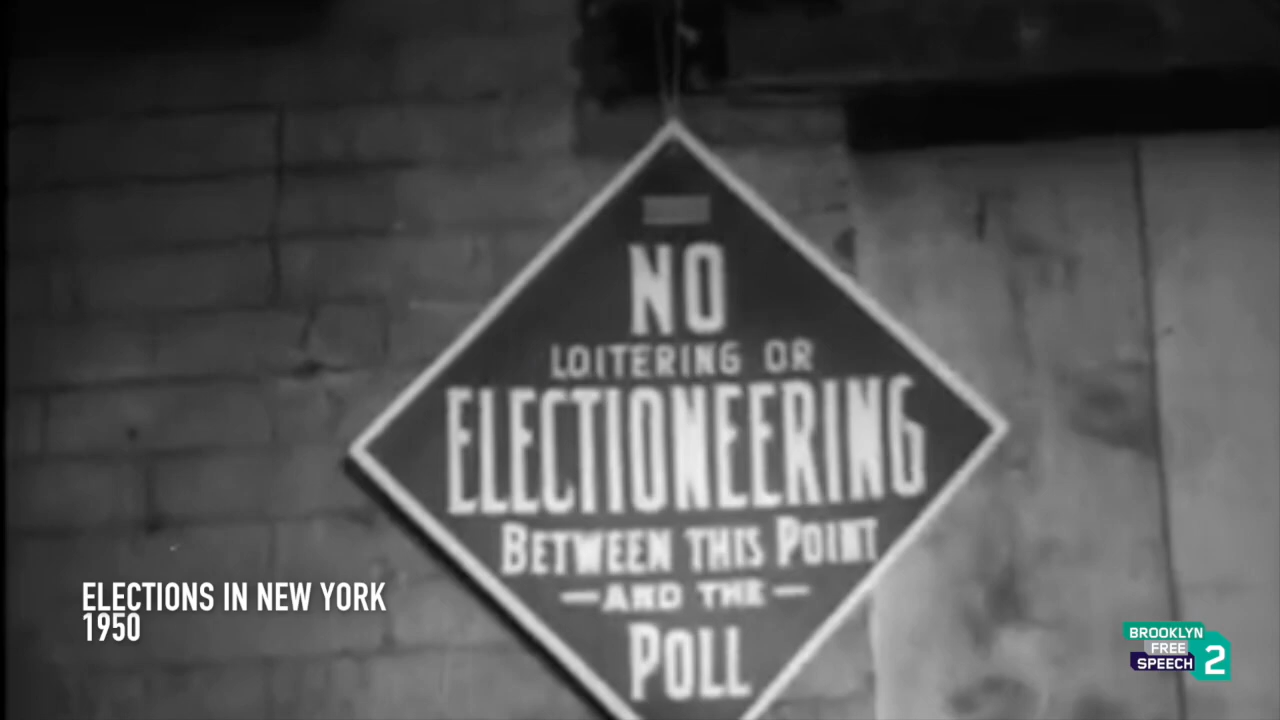 NO
LOITERING OR
ELECTIONEERING
BETWEEN THIS POINT
—AND THE—
POLL
ELECTIONS IN NEW YORK
1950
BROOKLYN
FREE
SPEECH 2